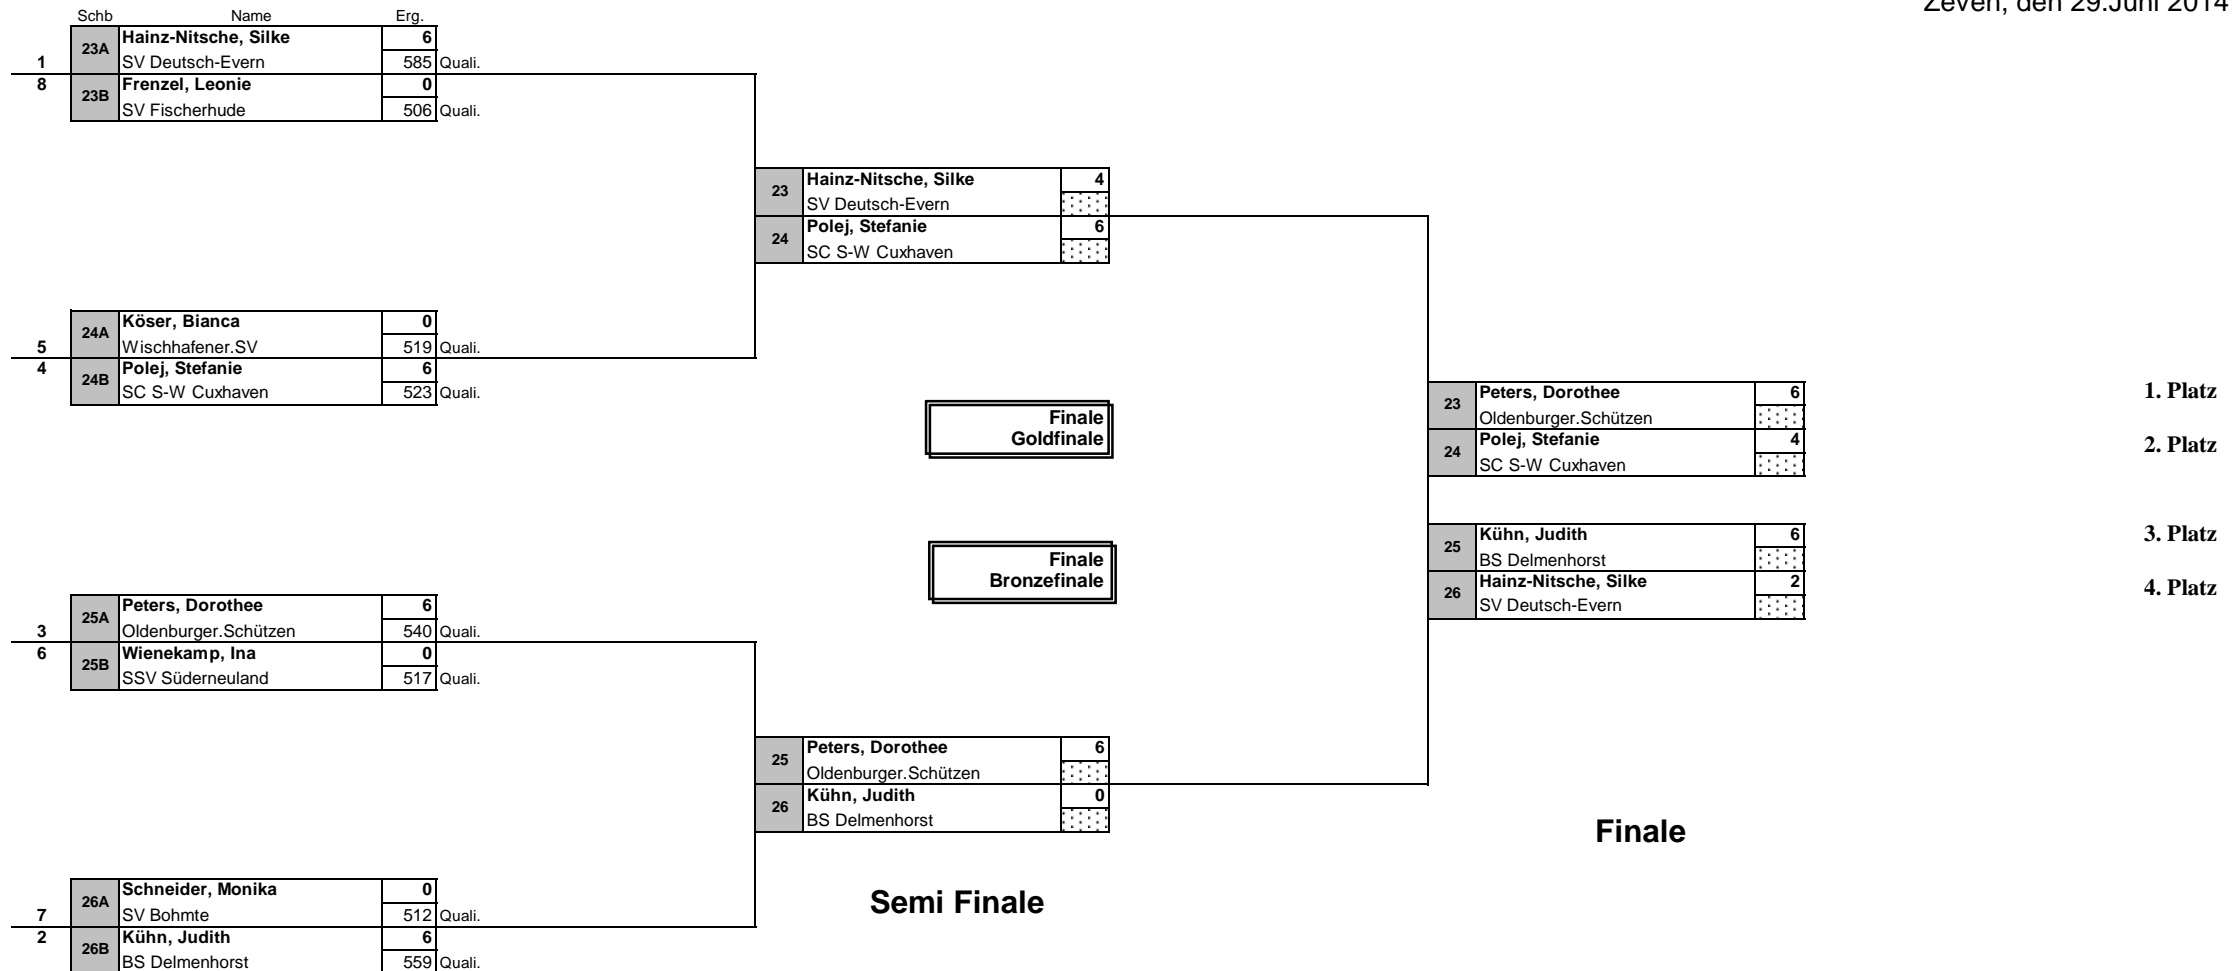 Zeven, den 29.Juni 2014
Schb Name Erg.
23A Hainz-Nitsche, Silke 6
1 SV Deutsch-Evern 585 Quali.
8 23B Frenzel, Leonie 0
SV Fischerhude 506 Quali.
23 Hainz-Nitsche, Silke 4
SV Deutsch-Evern
24 Polej, Stefanie 6
SC S-W Cuxhaven
24A Köser, Bianca 0
5 Wischhafener.SV 519 Quali.
4 24B Polej, Stefanie 6
SC S-W Cuxhaven 523 Quali.
23 Peters, Dorothee 6 1. Platz
Oldenburger.Schützen
24 Polej, Stefanie 4 2. Platz
SC S-W Cuxhaven
Finale
Goldfinale
25 Kühn, Judith 6 3. Platz
BS Delmenhorst
26 Hainz-Nitsche, Silke 2 4. Platz
SV Deutsch-Evern
Finale
Bronzefinale
25A Peters, Dorothee 6
3 Oldenburger.Schützen 540 Quali.
6 25B Wienekamp, Ina 0
SSV Süderneuland 517 Quali.
25 Peters, Dorothee 6
Oldenburger.Schützen
26 Kühn, Judith 0
BS Delmenhorst
Finale
Semi Finale
26A Schneider, Monika 0
7 SV Bohmte 512 Quali.
2 26B Kühn, Judith 6
BS Delmenhorst 559 Quali.